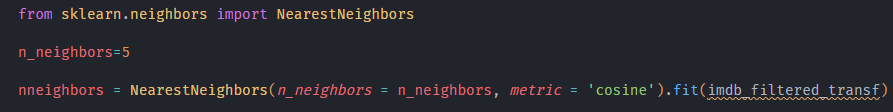 from sklearn.neighbors import NearestNeighbors
n_neighbors=5
nneighbors = NearestNeighbors(n_neighbors = n_neighbors, metric = 'cosine').fit(imdb_filtered_transf)